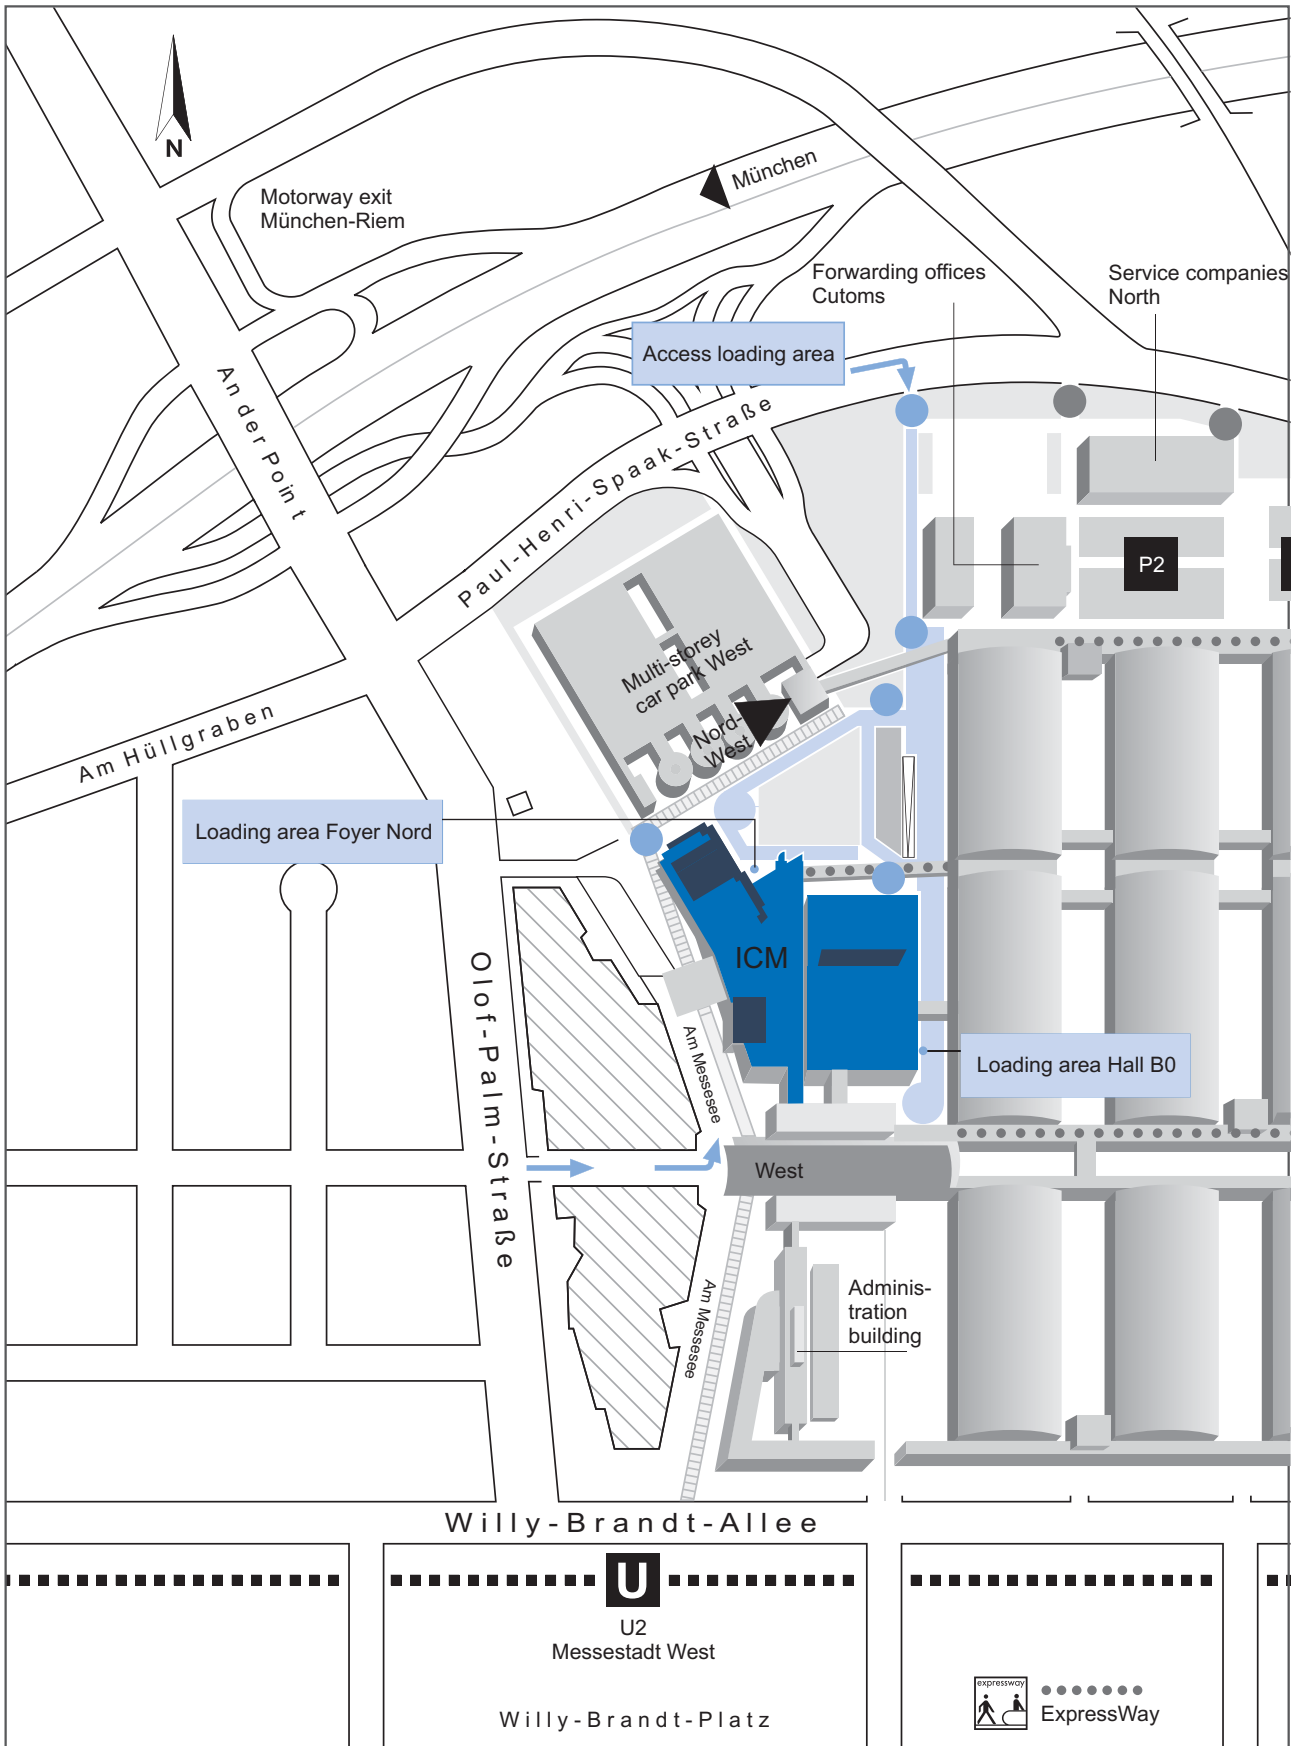 N
Motorway exit
München-Riem
München
Forwarding offices
Cutoms
Service companies
North
Access loading area
Ander Point
Paul-Henri-Spaak-Straße
P2
Multi-storey
car park West
Nord-
West
Am Hüllgraben
Loading area Foyer Nord
ICM
Olof-Palm-Straße
Am Messesee
Loading area Hall B0
West
Am Messesee
Adminis-
tration
building
Willy-Brandt-Allee
U
U2
Messestadt West
Willy-Brandt-Platz
expressway
ExpressWay